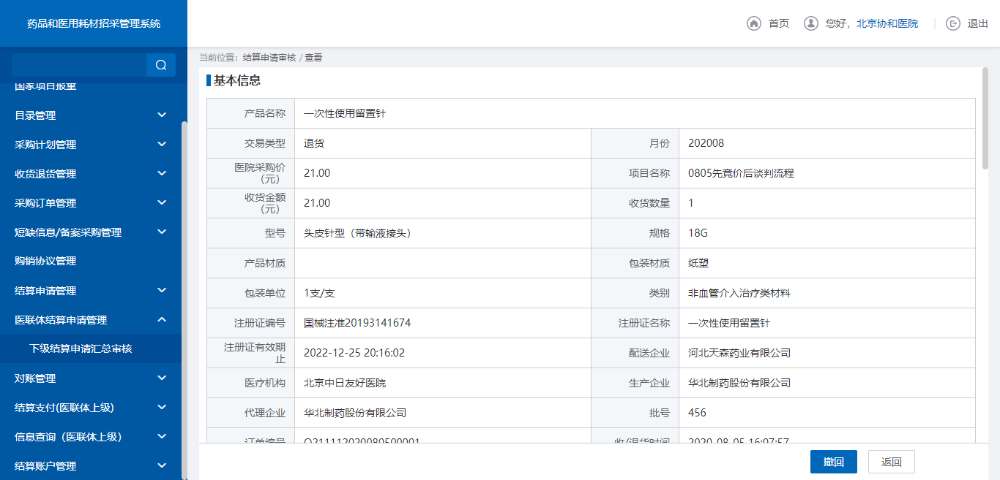 药品和医用耗材招采管理系统
首页
您好，北京协和医院
退出
国家项目报量
目录管理
采购计划管理
收货退货管理
采购订单管理
短缺信息/备案采购管理
购销协议管理
结算申请管理
医联体结算申请管理
下级结算申请汇总审核
对账管理
结算支付(医联体上级)
信息查询（医联体上级）
结算账户管理
当前位置：结算申请审核 / 查看
基本信息
产品名称 一次性使用留置针
交易类型 退货 月份 202008
医院采购价
（元） 21.00 项目名称 0805先竞价后谈判流程
收货金额
（元） 21.00 收货数量 1
型号 头皮针型（带输液接头） 规格 18G
产品材质 包装材质 纸塑
包装单位 1支/支 类别 非血管介入治疗类材料
注册证编号 国械注准20193141674 注册证名称 一次性使用留置针
注册证有效期
止 2022-12-25 20:16:02 配送企业 河北天森药业有限公司
医疗机构 北京中日友好医院 生产企业 华北制药股份有限公司
代理企业 华北制药股份有限公司 批号 456
订单编号 O211112020080500001 收/退货时间 2020-08-05 16:07:57
撤回
返回